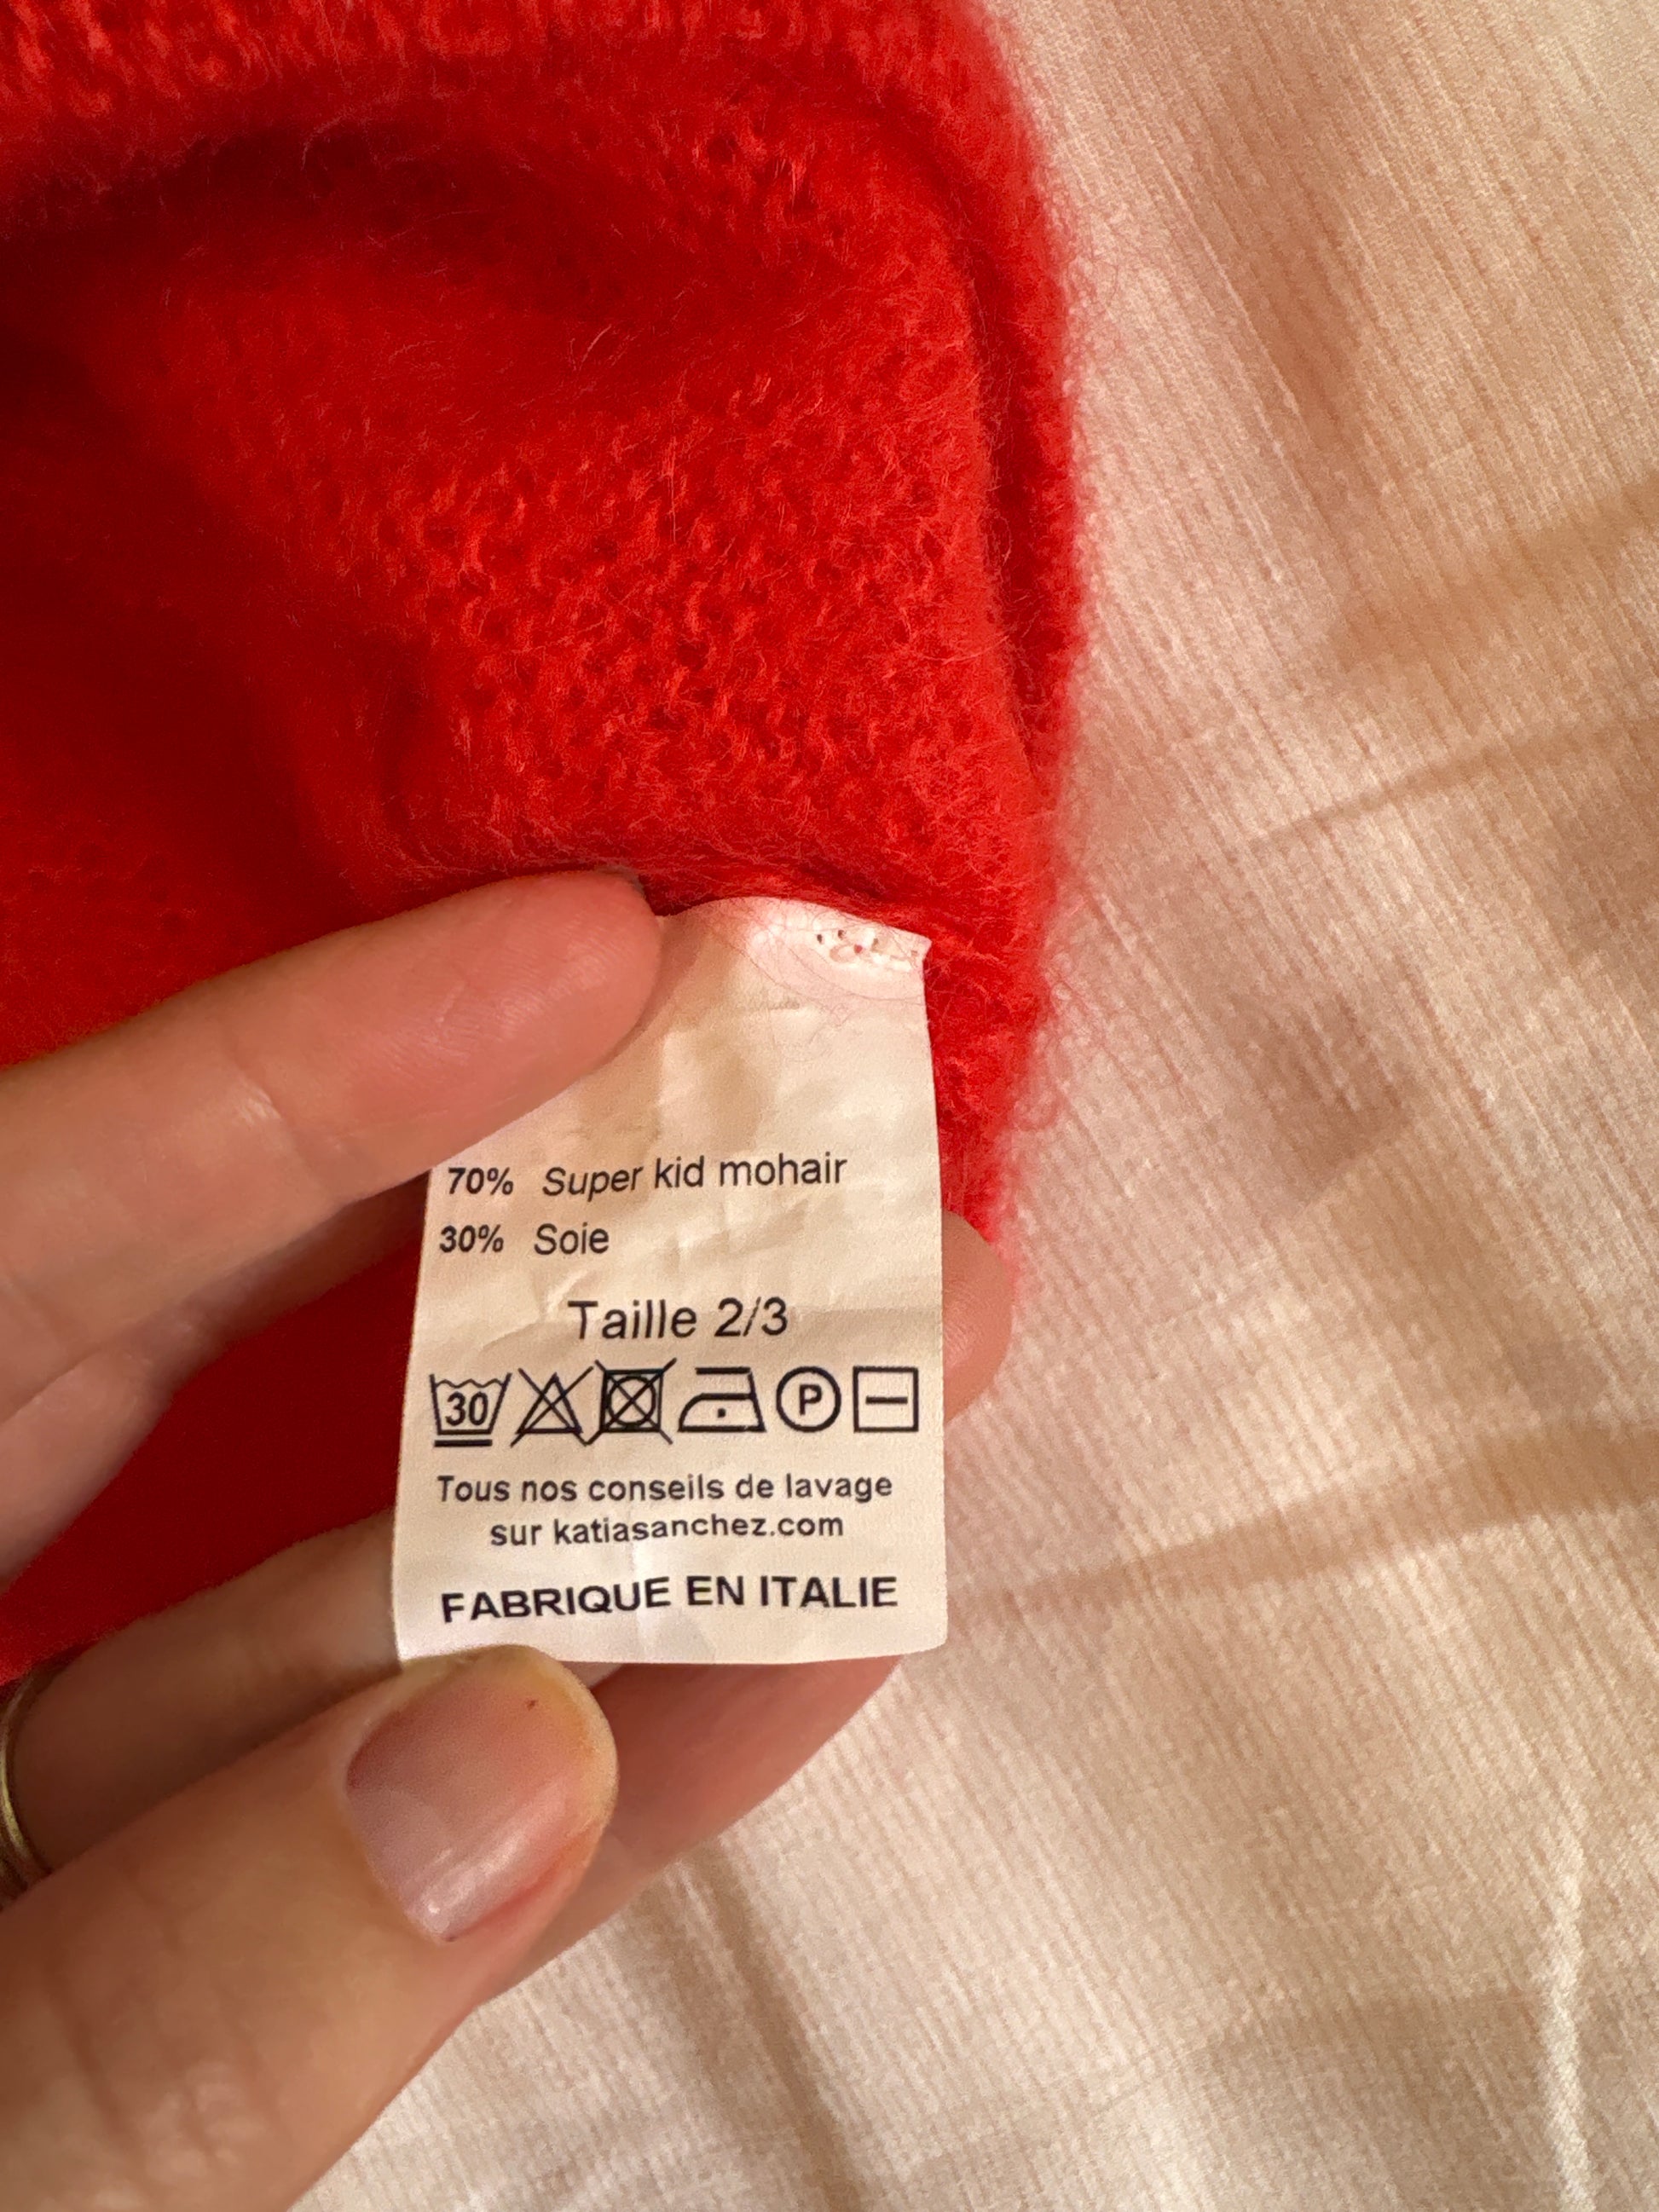 70% Super kid mohair
30% Soie
Taille 2/3
30 P
Tous nos conseils de lavage
sur katiasanchez.com
FABRIQUE EN ITALIE